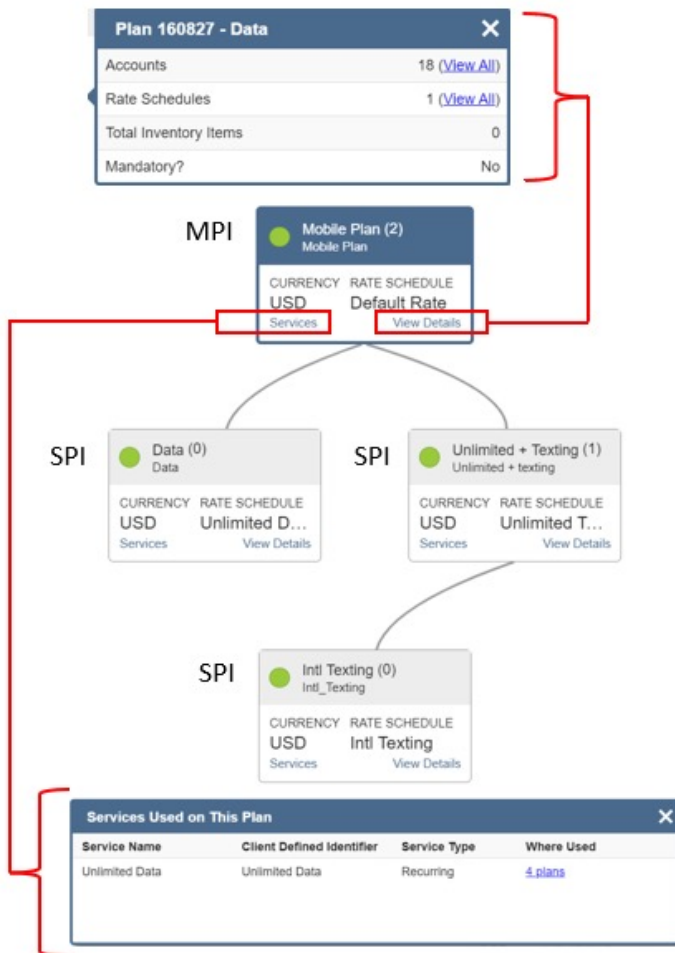 Plan 160827 - Data
Accounts 18 (View All)
Rate Schedules 1 (View All)
Total Inventory Items 0
Mandatory? No
MPI
Mobile Plan (2)
Mobile Plan
CURRENCY RATE SCHEDULE
USD Default Rate
Services View Details
SPI
Data (0)
Data
CURRENCY RATE SCHEDULE
USD Unlimited D...
Services View Details
SPI
Unlimited + Texting (1)
Unlimited + texting
CURRENCY RATE SCHEDULE
USD Unlimited T...
Services View Details
SPI
Intl Texting (0)
Intl_Texting
CURRENCY RATE SCHEDULE
USD Intl Texting
Services View Details
Services Used on This Plan
Service Name Client Defined Identifier Service Type Where Used
Unlimited Data Unlimited Data Recurring 4 plans